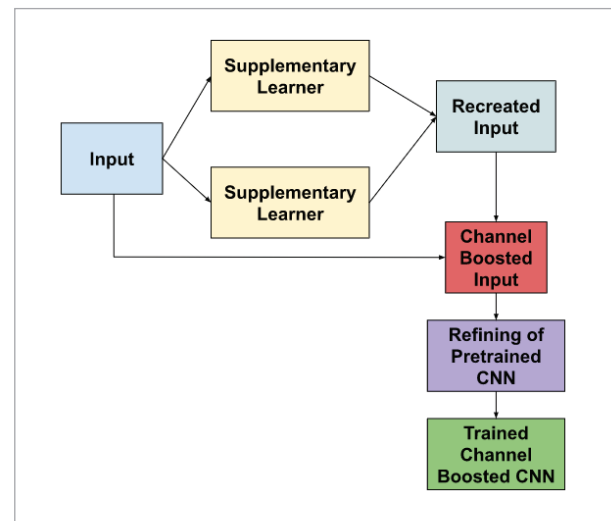 Supplementary
Learner
Recreated
Input
Input
Supplementary
Learner
Channel
Boosted
Input
Refining of
Pretrained
CNN
Trained
Channel
Boosted CNN